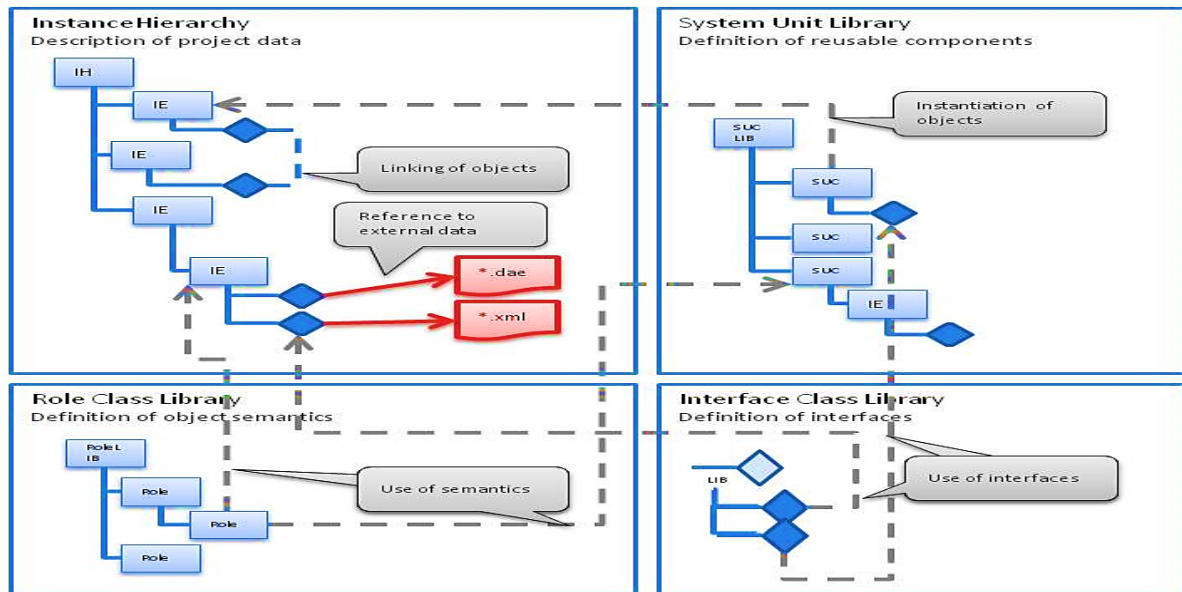 InstanceHierarchy
Description of project data
IH
IE
IE
Linking of objects
IE
Reference to
external data
IE
*.dae
*.xml
System Unit Library
Definition of reusable components
Instantiation of
objects
SUC
LIB
SUC
SUC
SUC
IE
Role Class Library
Definition of object semantics
RoleL
IB
Role
Role
Role
Use of semantics
Interface Class Library
Definition of interfaces
LIB
Use of interfaces